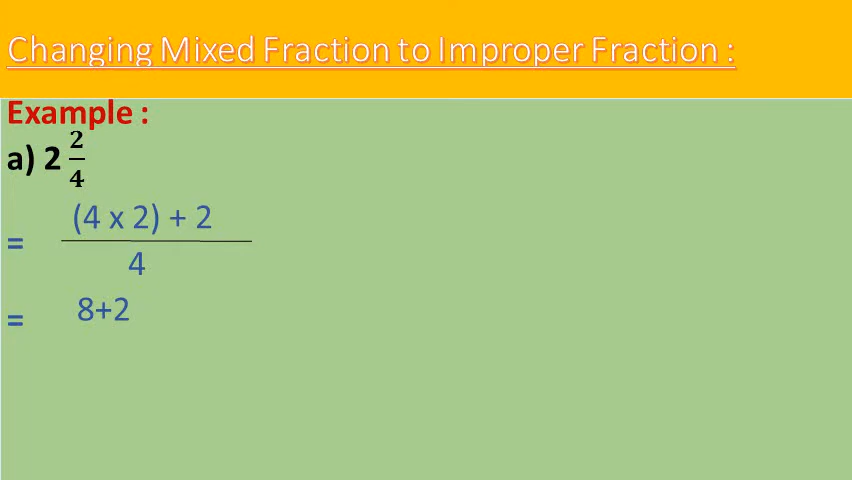 Changing Mixed Fraction to Improper Fraction :
Example :
a) 2 2/4
= (4 x 2) + 2
4
= 8+2